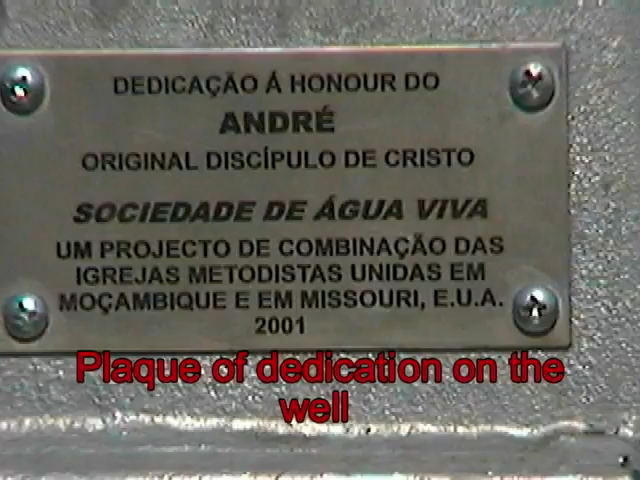 DEDICAÇÃO Á HONOUR DO
ANDRÉ
ORIGINAL DISCÍPULO DE CRISTO
SOCIEDADE DE ÁGUA VIVA
UM PROJECTO DE COMBINAÇÃO DAS
IGREJAS METODISTAS UNIDAS EM
MOÇAMBIQUE E EM MISSOURI, E.U.A.
2001
Plaque of dedication on the
well